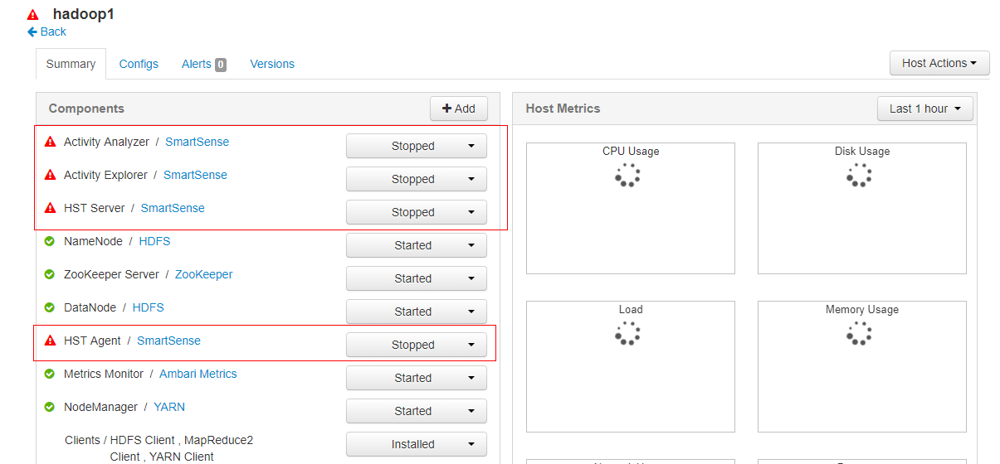 hadoop1
Back
Summary Configs Alerts 0 Versions Host Actions
Components Add
Activity Analyzer / SmartSense Stopped
Activity Explorer / SmartSense Stopped
HST Server / SmartSense Stopped
NameNode / HDFS Started
ZooKeeper Server / ZooKeeper Started
DataNode / HDFS Started
HST Agent / SmartSense Stopped
Metrics Monitor / Ambari Metrics Started
NodeManager / YARN Started
Clients / HDFS Client , MapReduce2 Installed
Client , YARN Client
Host Metrics Last 1 hour
CPU Usage Disk Usage
Load Memory Usage